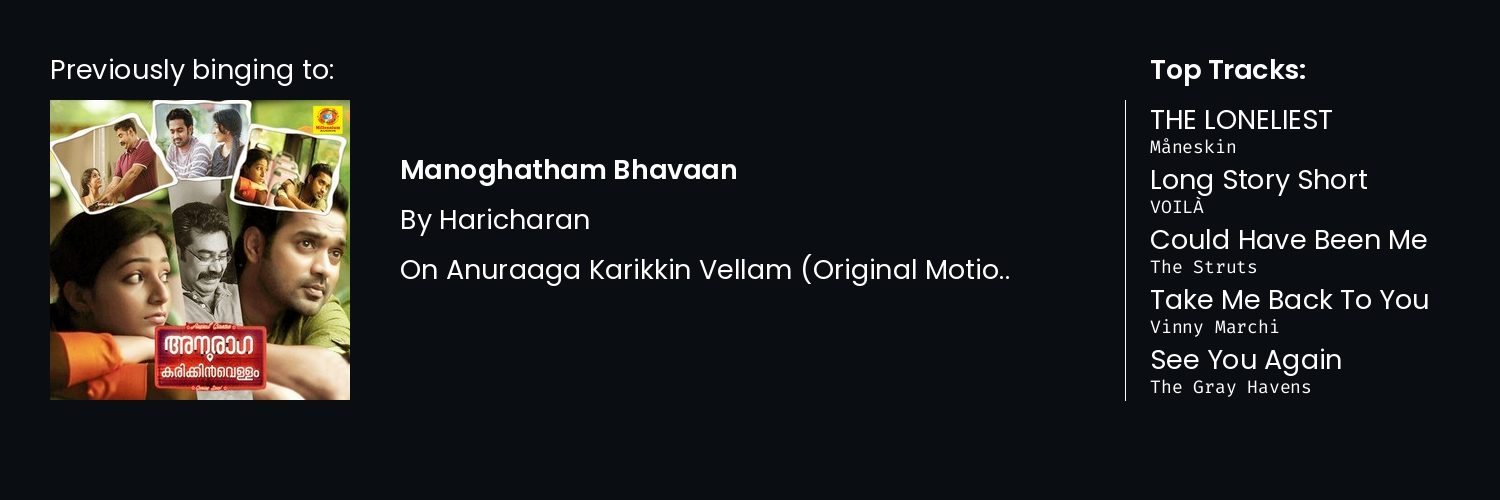 Previously binging to:
Millennium
അനുരാഗ
കരിക്കിൻവെള്ളം
Manoghatham Bhavaan
By Haricharan
On Anuraaga Karikkin Vellam (Original Motio..
Top Tracks:
THE LONELIEST
Måneskin
Long Story Short
VOILÀ
Could Have Been Me
The Struts
Take Me Back To You
Vinny Marchi
See You Again
The Gray Havens